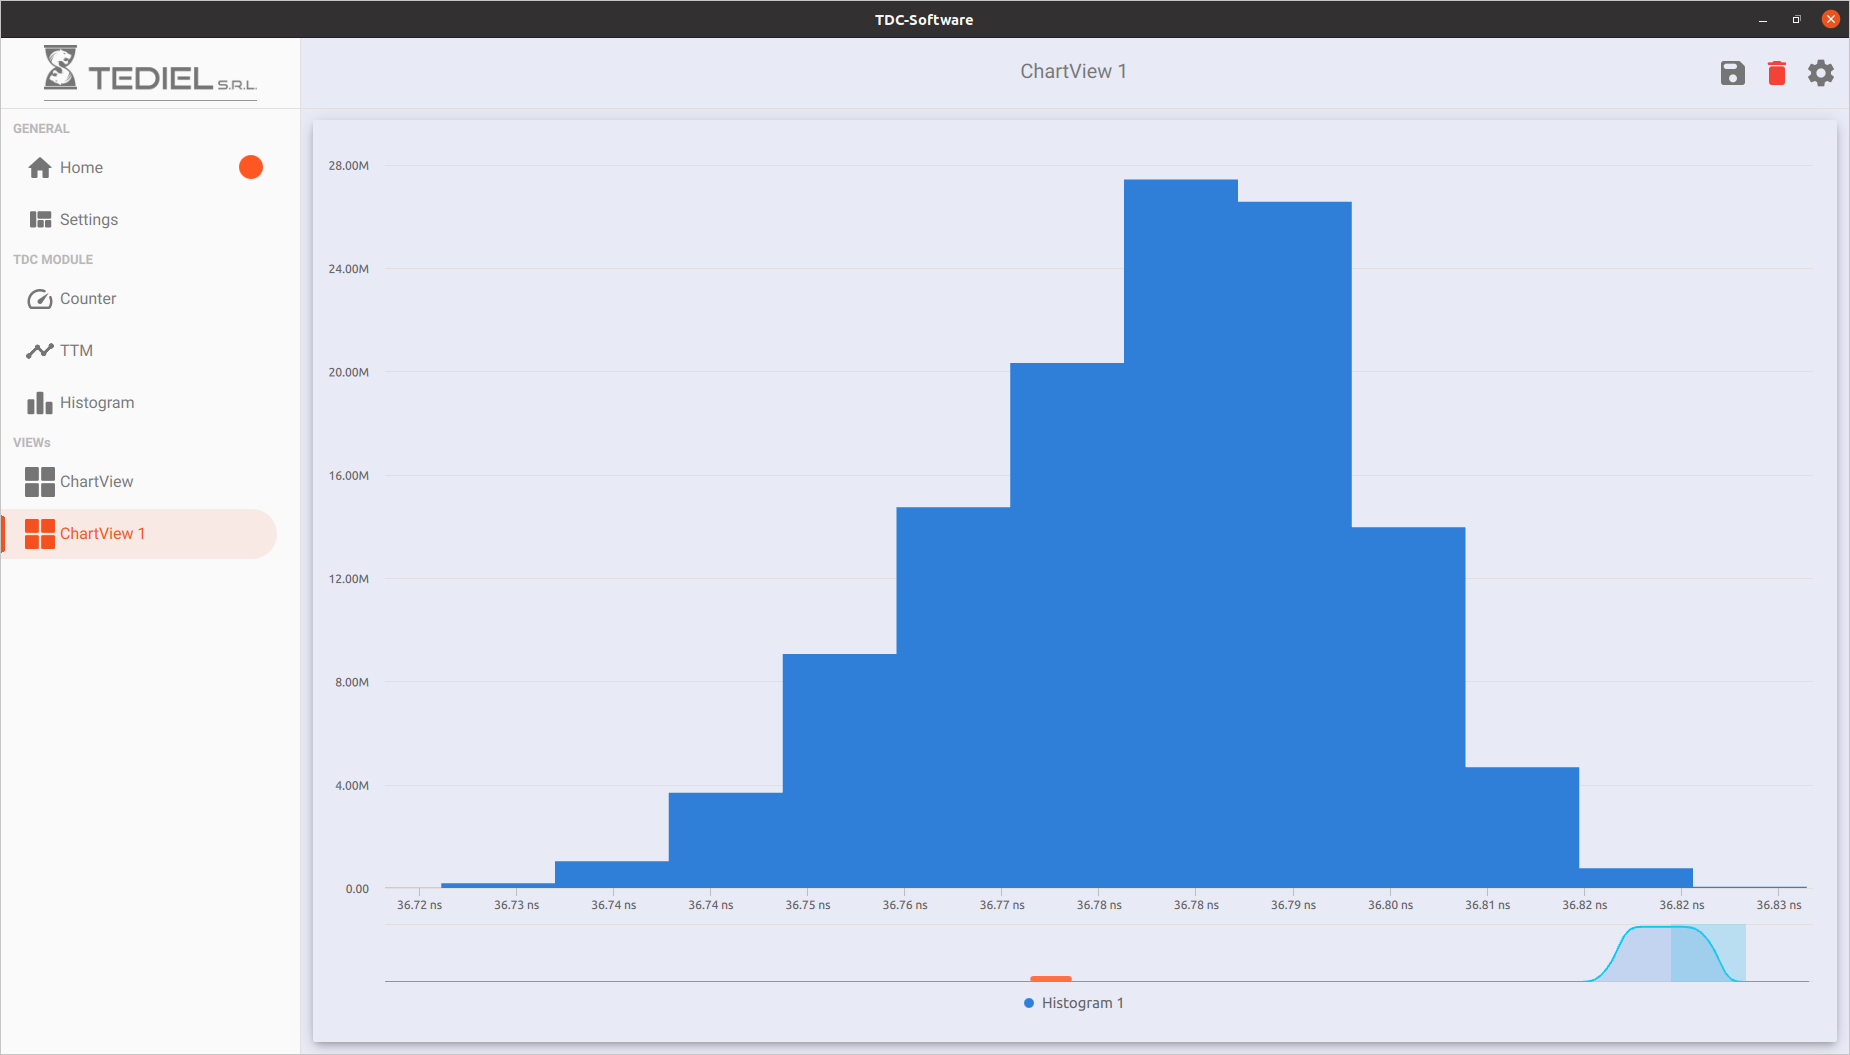 TDC-Software
TEDIEL S.R.L.
ChartView 1
GENERAL
Home
Settings
TDC MODULE
Counter
TTM
Histogram
VIEWs
ChartView
ChartView 1
28.00M
24.00M
20.00M
16.00M
12.00M
8.00M
4.00M
0.00
36.72 ns 36.73 ns 36.74 ns 36.74 ns 36.75 ns 36.76 ns 36.77 ns 36.78 ns 36.78 ns 36.79 ns 36.80 ns 36.81 ns 36.82 ns 36.82 ns 36.83 ns
Histogram 1